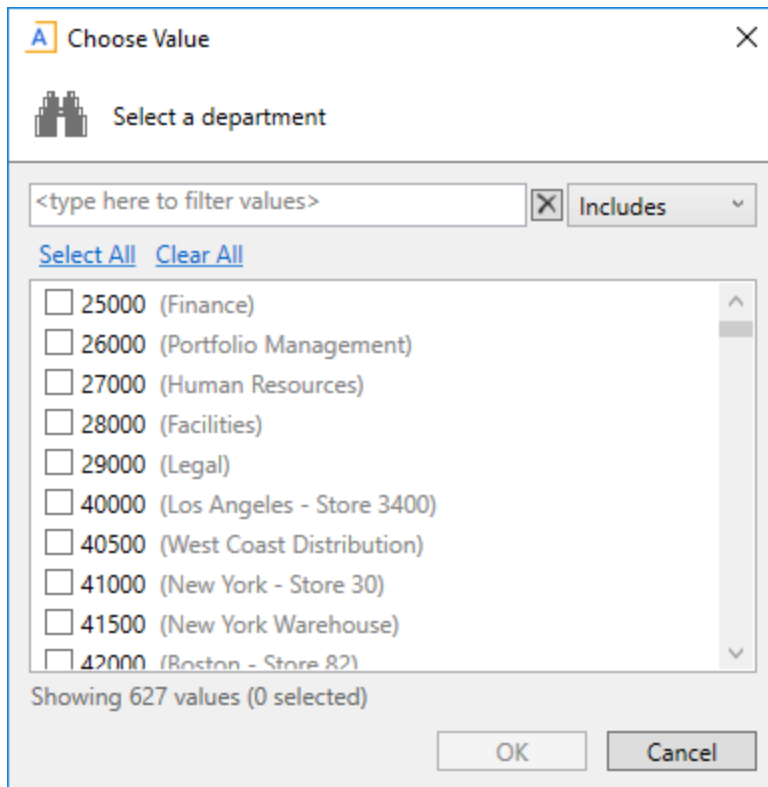 A Choose Value
Select a department
<type here to filter values> Includes
Select All Clear All
25000 (Finance)
26000 (Portfolio Management)
27000 (Human Resources)
28000 (Facilities)
29000 (Legal)
40000 (Los Angeles - Store 3400)
40500 (West Coast Distribution)
41000 (New York - Store 30)
41500 (New York Warehouse)
42000 (Boston - Store 82)
Showing 627 values (0 selected)
OK Cancel